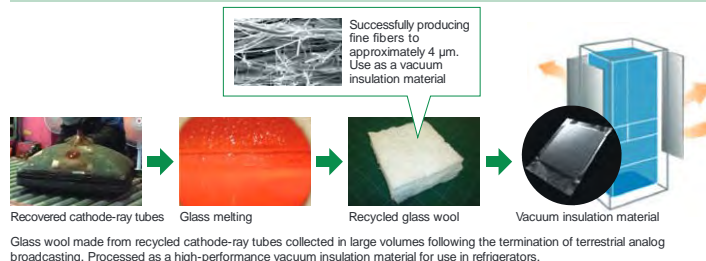 Successfully producing
fine fibers to
approximately 4 μm.
Use as a vacuum
insulation material
Recovered cathode-ray tubes
Glass melting
Recycled glass wool
Vacuum insulation material
Glass wool made from recycled cathode-ray tubes collected in large volumes following the termination of terrestrial analog
broadcasting. Processed as a high-performance vacuum insulation material for use in refrigerators.